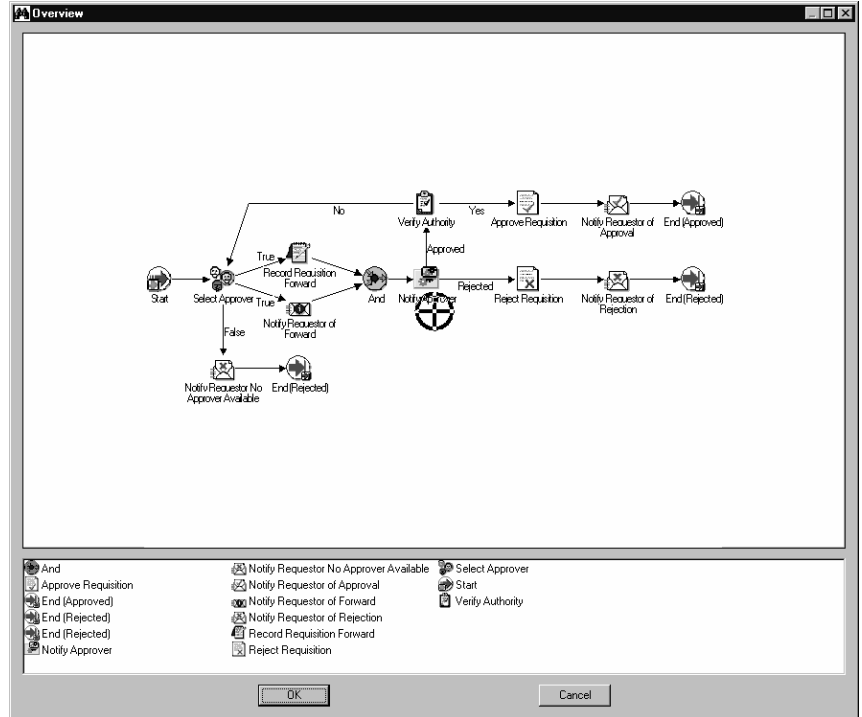 Overview
No
Verify Authority
Yes
Approve Requisition
Notify Requestor of
Approval
End (Approved)
Approved
True
Record Requisition
Forward
Start
Select Approver
True
And
Notify Approver
Rejected
Reject Requisition
Notify Requestor of
Rejection
End (Rejected)
Notify Requestor of
Forward
False
Notify Requestor No
Approver Available
End (Rejected)
And
Approve Requisition
End (Approved)
End (Rejected)
End (Rejected)
Notify Approver
Notify Requestor No Approver Available
Notify Requestor of Approval
Notify Requestor of Forward
Notify Requestor of Rejection
Record Requisition Forward
Reject Requisition
Select Approver
Start
Verify Authority
OK
Cancel